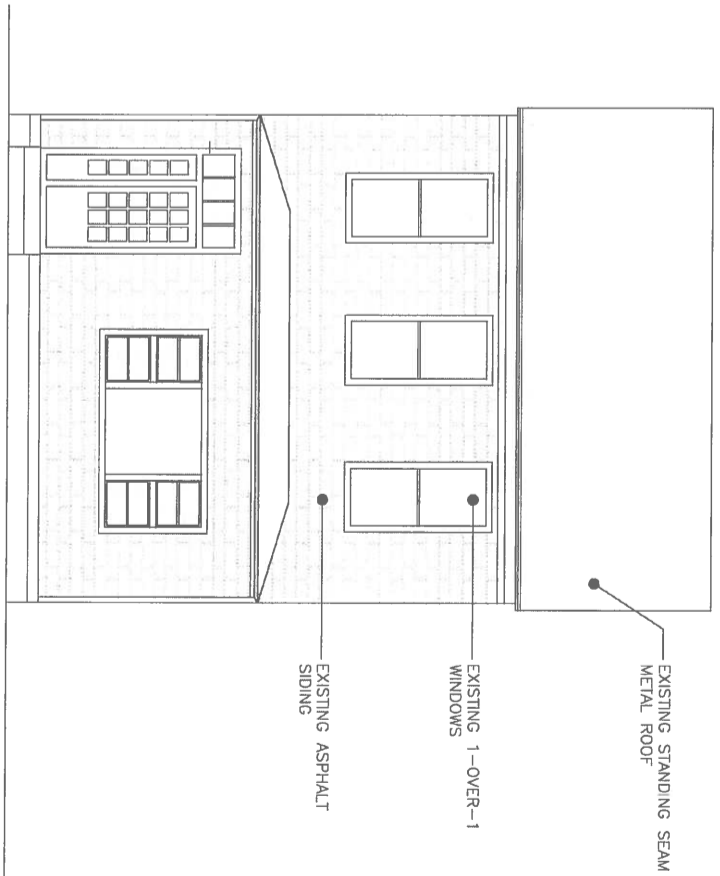 EXISTING STANDING SEAM
METAL ROOF
EXISTING 1-OVER-1
WINDOWS
EXISTING ASPHALT
SIDING